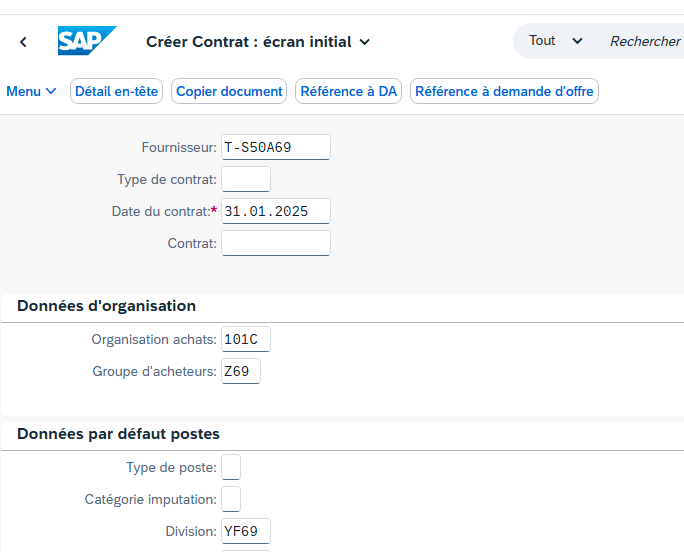 SAP Créer Contrat : écran initial Tout Rechercher
Menu Détail en-tête Copier document Référence à DA Référence à demande d'offre
Fournisseur: T-S50A69
Type de contrat:
Date du contrat:* 31.01.2025
Contrat:
Données d'organisation
Organisation achats: 101C
Groupe d'acheteurs: Z69
Données par défaut postes
Type de poste:
Catégorie imputation:
Division: YF69